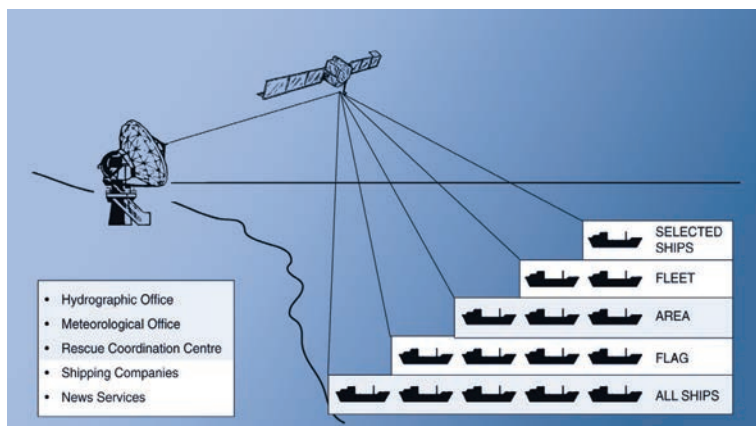 SELECTED
SHIPS
FLEET
AREA
FLAG
ALL SHIPS
• Hydrographic Office
• Meteorological Office
• Rescue Coordination Centre
• Shipping Companies
• News Services